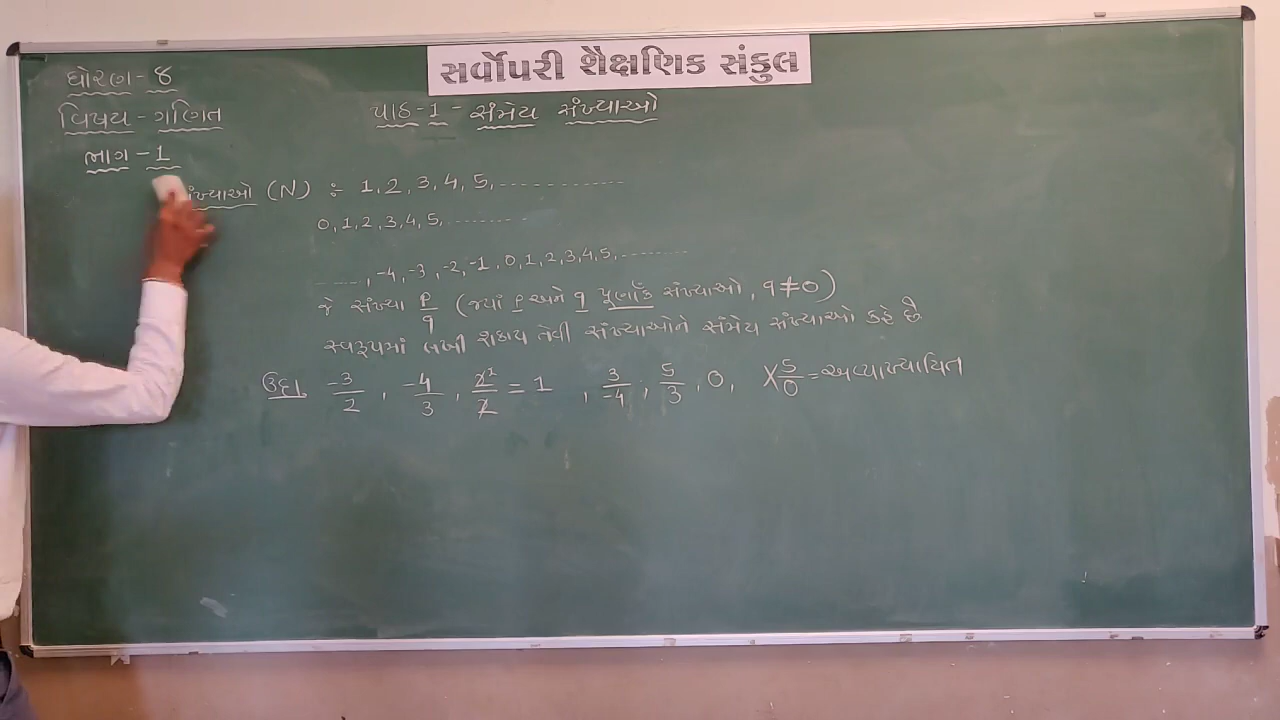 સર્વોપરી શૈક્ષણિક સંકુલ
ધોરણ - 8
વિષય - ગણિત
પાઠ - 1 - સંમેય સંખ્યાઓ
ભાગ - 1
સંખ્યાઓ (N) ÷ 1, 2, 3, 4, 5, ------------
0, 1, 2, 3, 4, 5, --------
----, -4, -3, -2, -1, 0, 1, 2, 3, 4, 5, --------
જે સંખ્યા p/q (જ્યાં p અને q પૂર્ણાંક સંખ્યાઓ, q ≠ 0)
સ્વરૂપમાં લખી શકાય તેવી સંખ્યાઓને સંમેય સંખ્યાઓ કહે છે
ઉદા. -3/2, -4/3, 2/2 = 1, 3/-4, 5/3, 0, X 5/0 = અવ્યાખ્યાયિત